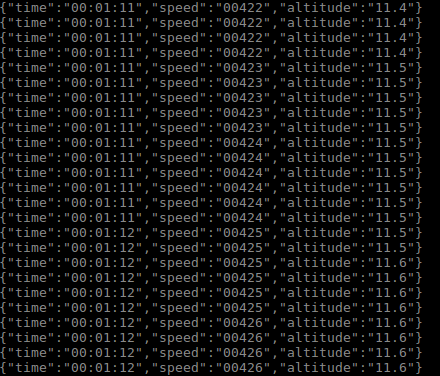 {"time":"00:01:11","speed":"00422","altitude":"11.4"}
{"time":"00:01:11","speed":"00422","altitude":"11.4"}
{"time":"00:01:11","speed":"00422","altitude":"11.4"}
{"time":"00:01:11","speed":"00422","altitude":"11.4"}
{"time":"00:01:11","speed":"00423","altitude":"11.5"}
{"time":"00:01:11","speed":"00423","altitude":"11.5"}
{"time":"00:01:11","speed":"00423","altitude":"11.5"}
{"time":"00:01:11","speed":"00423","altitude":"11.5"}
{"time":"00:01:11","speed":"00423","altitude":"11.5"}
{"time":"00:01:11","speed":"00424","altitude":"11.5"}
{"time":"00:01:11","speed":"00424","altitude":"11.5"}
{"time":"00:01:11","speed":"00424","altitude":"11.5"}
{"time":"00:01:11","speed":"00424","altitude":"11.5"}
{"time":"00:01:11","speed":"00424","altitude":"11.5"}
{"time":"00:01:11","speed":"00424","altitude":"11.5"}
{"time":"00:01:12","speed":"00425","altitude":"11.5"}
{"time":"00:01:12","speed":"00425","altitude":"11.5"}
{"time":"00:01:12","speed":"00425","altitude":"11.6"}
{"time":"00:01:12","speed":"00425","altitude":"11.6"}
{"time":"00:01:12","speed":"00425","altitude":"11.6"}
{"time":"00:01:12","speed":"00425","altitude":"11.6"}
{"time":"00:01:12","speed":"00426","altitude":"11.6"}
{"time":"00:01:12","speed":"00426","altitude":"11.6"}
{"time":"00:01:12","speed":"00426","altitude":"11.6"}
{"time":"00:01:12","speed":"00426","altitude":"11.6"}